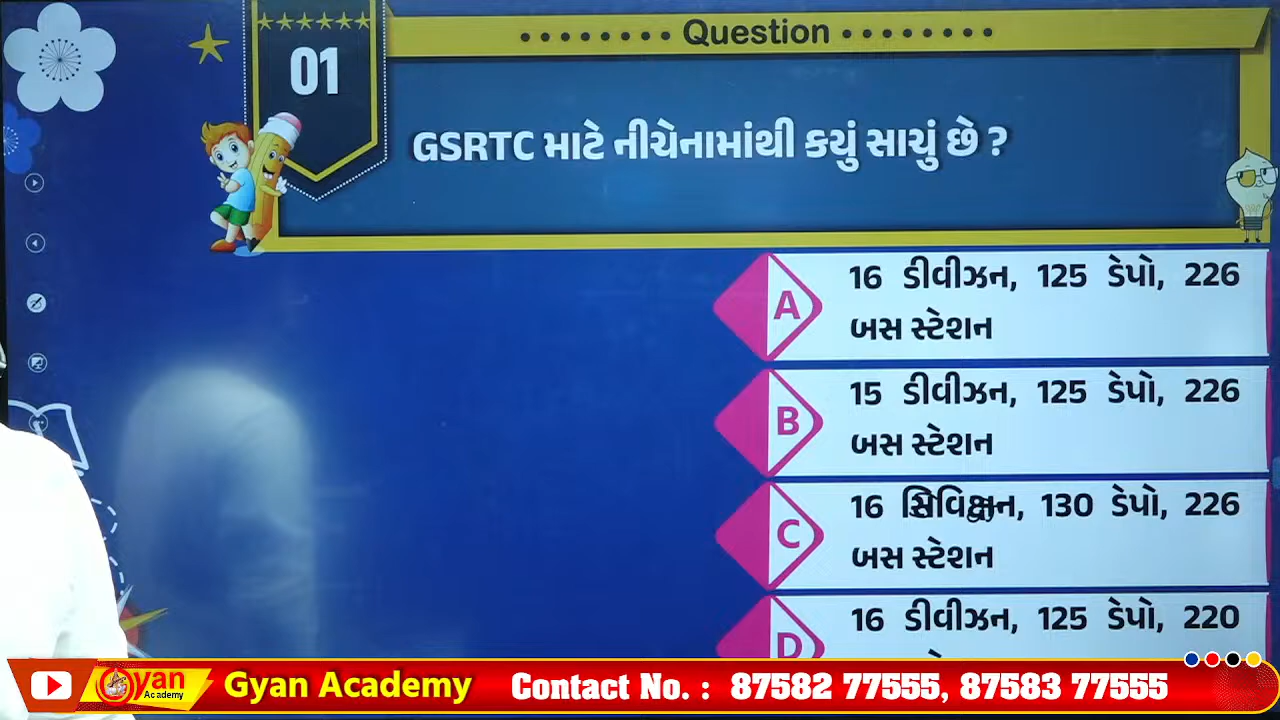 Question
01
GSRTC માટે નીચેનામાંથી કયું સાચું છે ?
A
16 ડીવીઝન, 125 ડેપો, 226
બસ સ્ટેશન
B
15 ડીવીઝન, 125 ડેપો, 226
બસ સ્ટેશન
C
16 , 130 ડેપો, 226
બસ સ્ટેશન
D
16 ડીવીઝન, 125 ડેપો, 220
Gyan
Academy
Gyan Academy
Contact No. : 87582 77555, 87583 77555